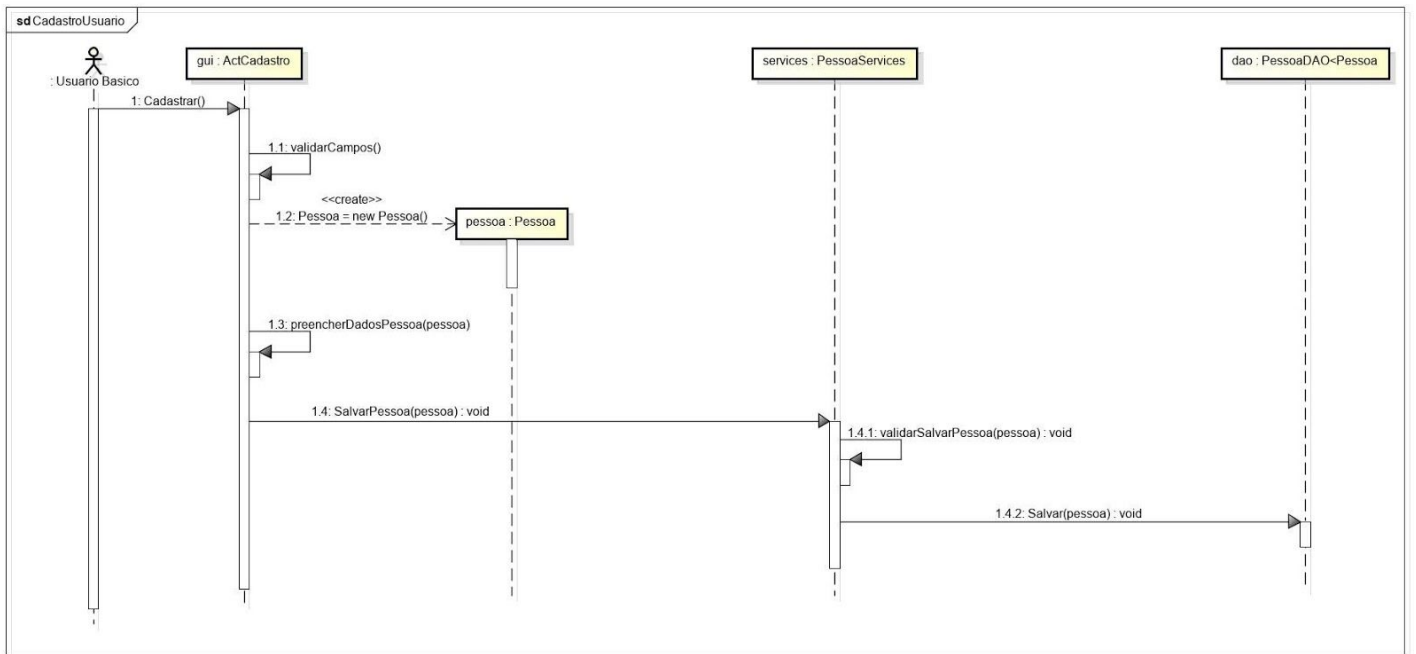 sd CadastroUsuario
: Usuario Basico
gui : ActCadastro
services : PessoaServices
dao : PessoaDAO<Pessoa
1: Cadastrar()
1.1: validarCampos()
<<create>>
1.2: Pessoa = new Pessoa()
pessoa : Pessoa
1.3: preencherDadosPessoa(pessoa)
1.4: SalvarPessoa(pessoa) : void
1.4.1: validarSalvarPessoa(pessoa) : void
1.4.2: Salvar(pessoa) : void